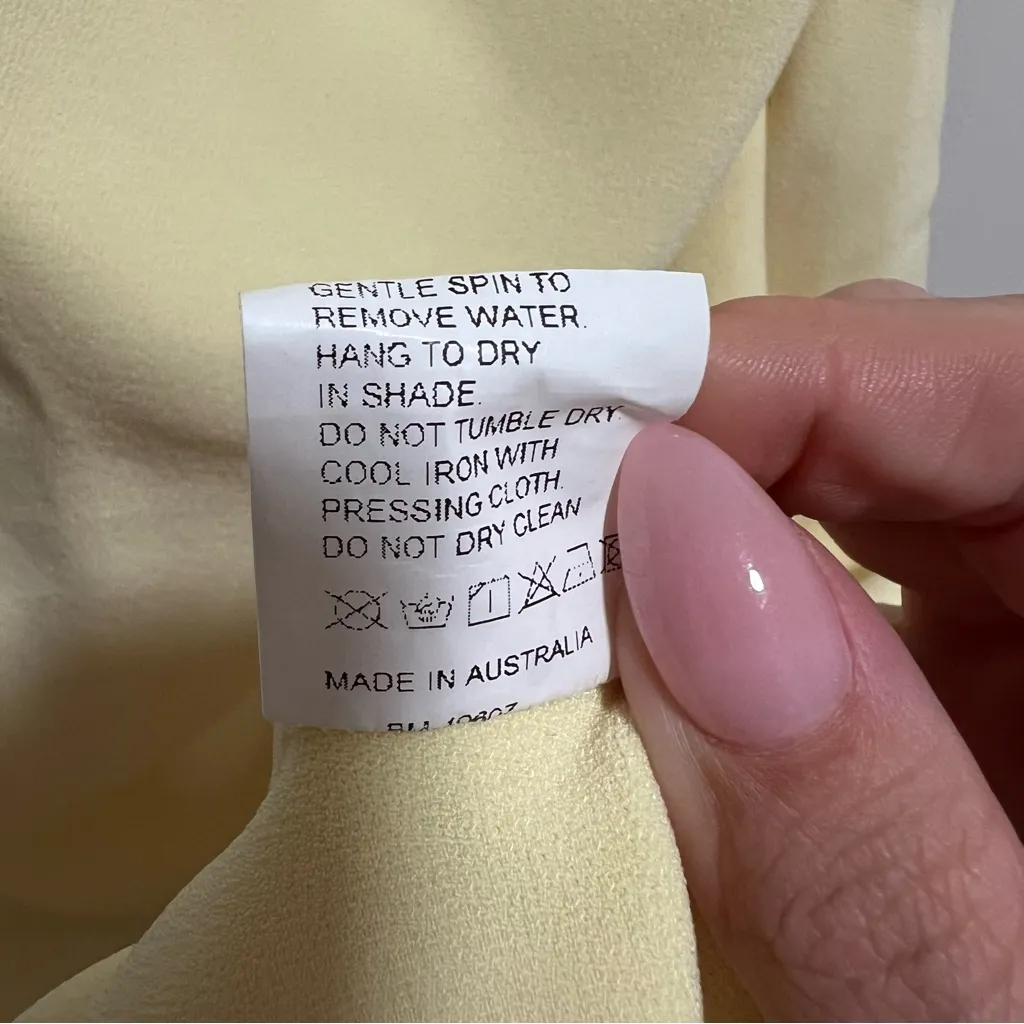 GENTLE SPIN TO
REMOVE WATER.
HANG TO DRY
IN SHADE.
DO NOT TUMBLE DRY.
COOL IRON WITH
PRESSING CLOTH.
DO NOT DRY CLEAN
MADE IN AUSTRALIA